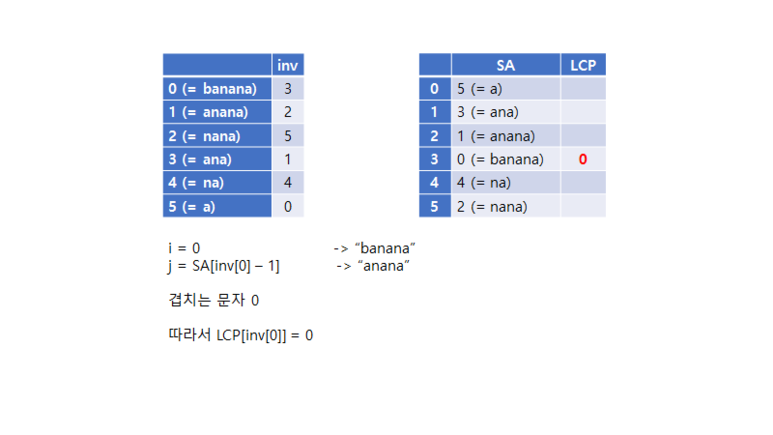 inv
0 (= banana) 3
1 (= anana) 2
2 (= nana) 5
3 (= ana) 1
4 (= na) 4
5 (= a) 0
SA LCP
0 5 (= a)
1 3 (= ana)
2 1 (= anana)
3 0 (= banana) 0
4 4 (= na)
5 2 (= nana)
i = 0 -> “banana”
j = SA[inv[0] – 1] -> “anana”
겹치는 문자 0
따라서 LCP[inv[0]] = 0